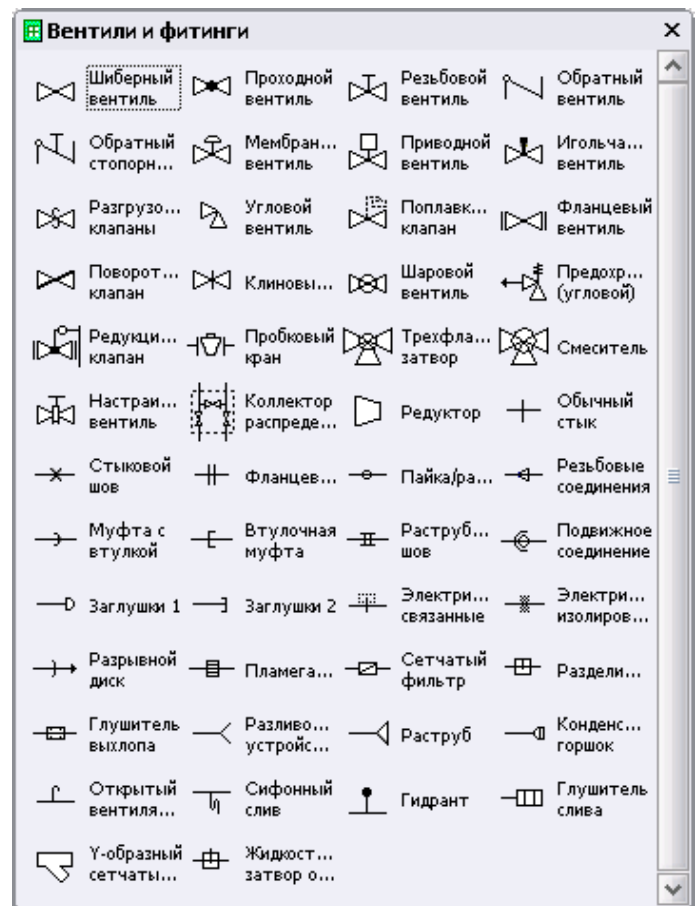 Вентили и фитинги
Шиберный вентиль
Проходной вентиль
Резьбовой вентиль
Обратный вентиль
Обратный стопорн...
Мембран... вентиль
Приводной вентиль
Игольча... вентиль
Разгрузо... клапаны
Угловой вентиль
Поплавк... клапан
Фланцевый вентиль
Поворот... клапан
Клиновы...
Шаровой вентиль
Предохр... (угловой)
Редукци... клапан
Пробковый кран
Трехфла... затвор
Смеситель
Настраи... вентиль
Коллектор распреде...
Редуктор
Обычный стык
Стыковой шов
Фланцев...
Пайка/ра...
Резьбовые соединения
Муфта с втулкой
Втулочная муфта
Раструб... шов
Подвижное соединение
Заглушки 1
Заглушки 2
Электри... связанные
Электри... изолиров...
Разрывной диск
Пламега...
Сетчатый фильтр
Раздели...
Глушитель выхлопа
Разливо... устройс...
Раструб
Конденс... горшок
Открытый вентиля...
Сифонный слив
Гидрант
Глушитель слива
Y-образный сетчаты...
Жидкост... затвор о...